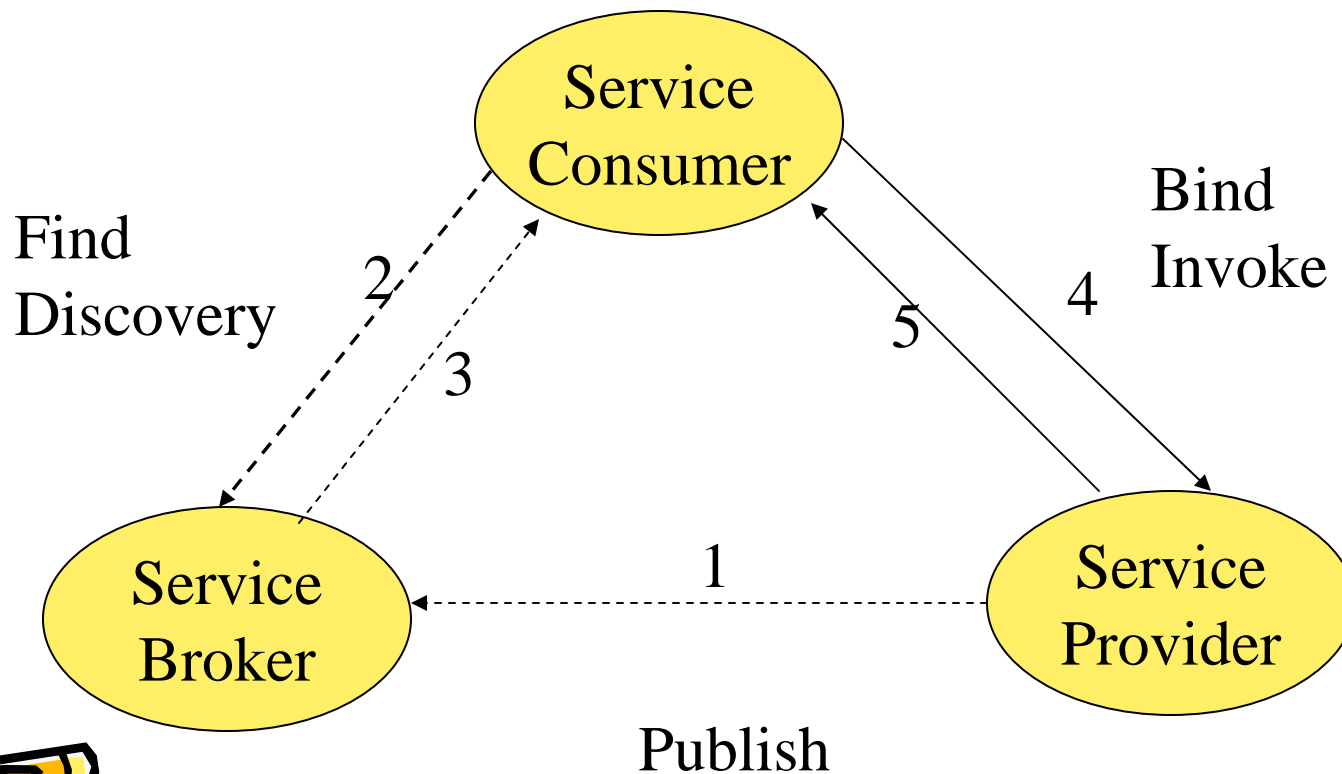 Service
Consumer
Find
Discovery
2
3
Bind
Invoke
4
5
1
Service
Broker
Service
Provider
Publish